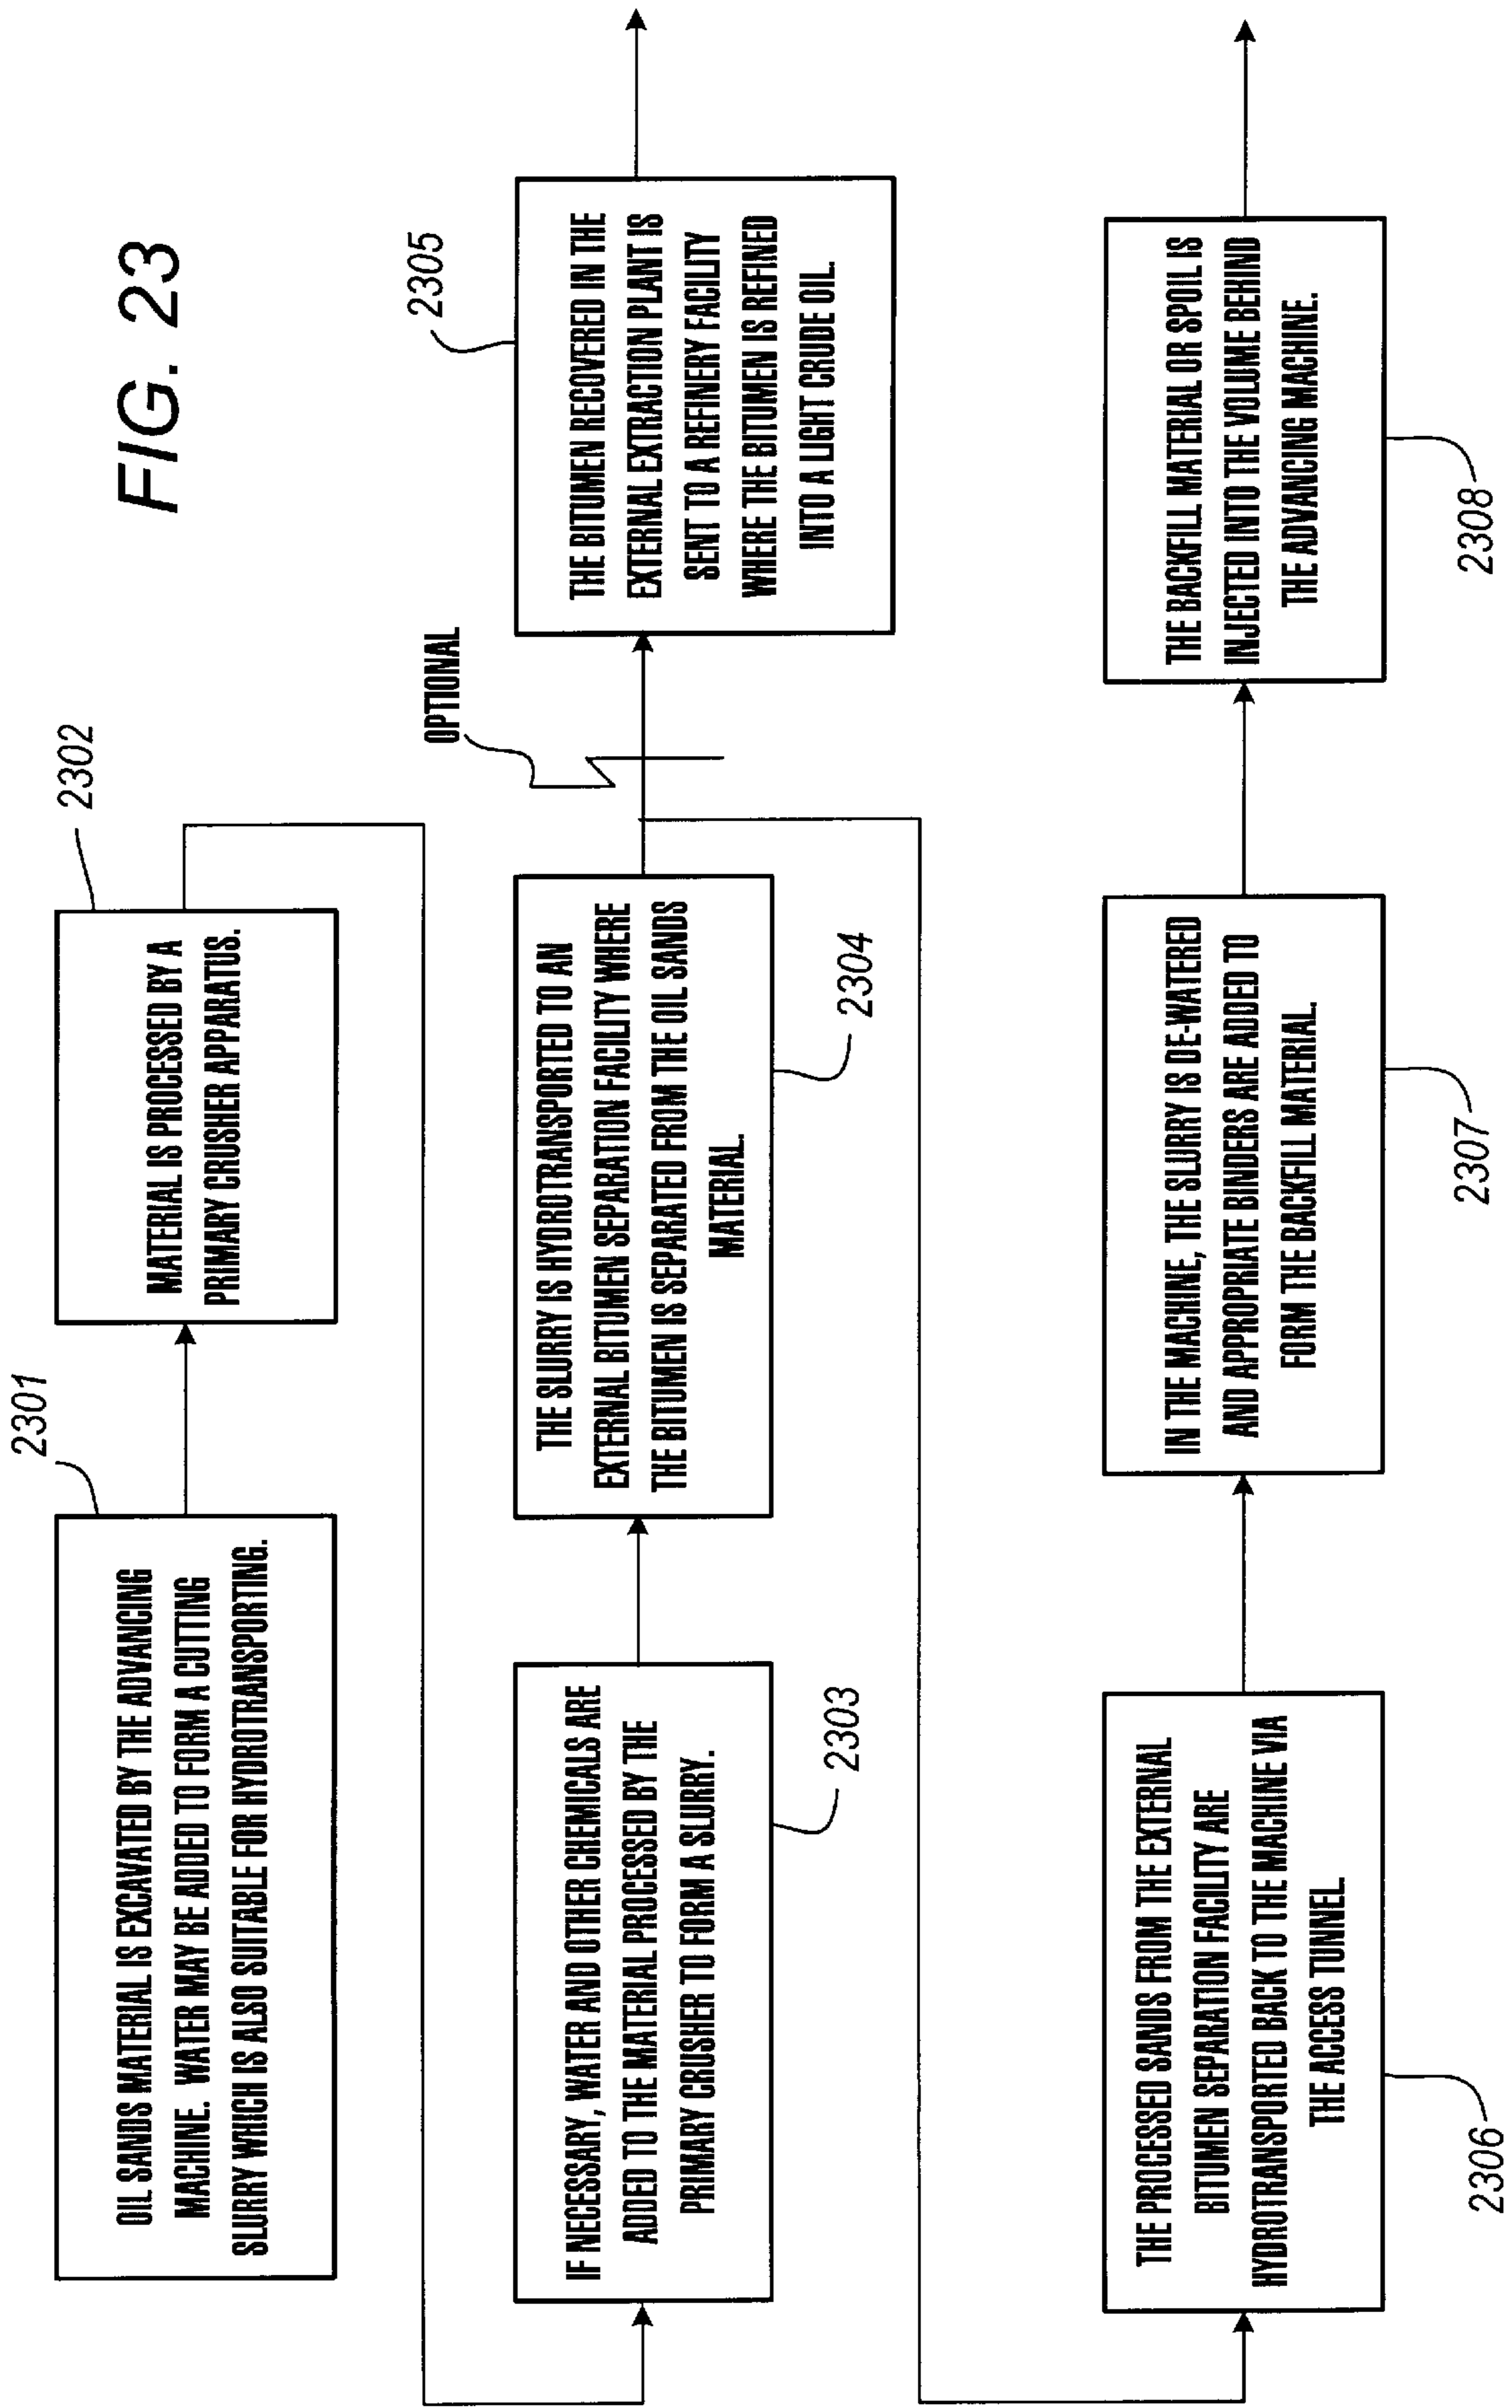 FIG. 23
2301
OIL SANDS MATERIAL IS EXCAVATED BY THE ADVANCING
MACHINE. WATER MAY BE ADDED TO FORM A CUTTING
SLURRY WHICH IS ALSO SUITABLE FOR HYDROTRANSPORTING.
2302
MATERIAL IS PROCESSED BY A
PRIMARY CRUSHER APPARATUS.
IF NECESSARY, WATER AND OTHER CHEMICALS ARE
ADDED TO THE MATERIAL PROCESSED BY THE
PRIMARY CRUSHER TO FORM A SLURRY.
2303
THE SLURRY IS HYDROTRANSPORTED TO AN
EXTERNAL BITUMEN SEPARATION FACILITY WHERE
THE BITUMEN IS SEPARATED FROM THE OIL SANDS
MATERIAL.
2304
OPTIONAL
2305
THE BITUMEN RECOVERED IN THE
EXTERNAL EXTRACTION PLANT IS
SENT TO A REFINERY FACILITY
WHERE THE BITUMEN IS REFINED
INTO A LIGHT CRUDE OIL.
THE PROCESSED SANDS FROM THE EXTERNAL
BITUMEN SEPARATION FACILITY ARE
HYDROTRANSPORTED BACK TO THE MACHINE VIA
THE ACCESS TUNNEL.
2306
IN THE MACHINE, THE SLURRY IS DE-WATERED
AND APPROPRIATE BINDERS ARE ADDED TO
FORM THE BACKFILL MATERIAL.
2307
THE BACKFILL MATERIAL OR SPOIL IS
INJECTED INTO THE VOLUME BEHIND
THE ADVANCING MACHINE.
2308